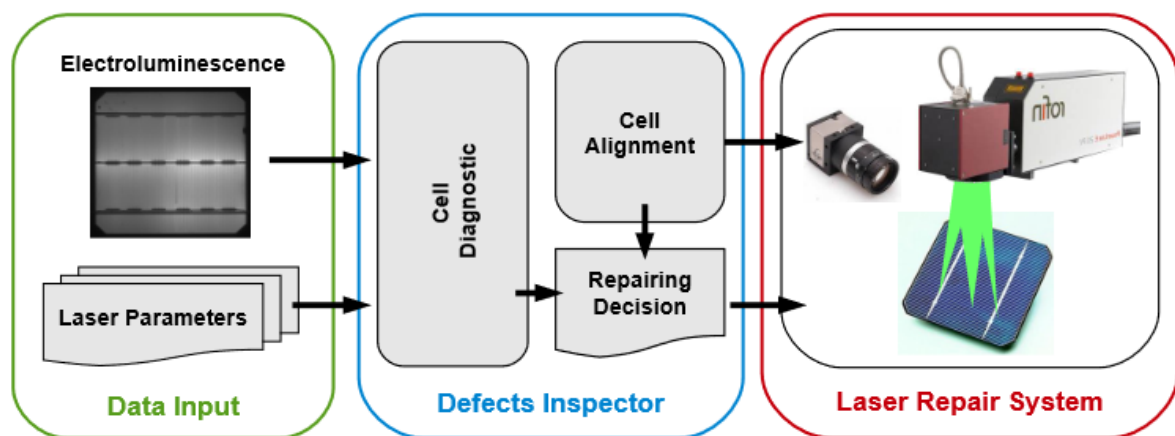 Electroluminescence
Laser Parameters
Data Input
Cell
Diagnostic
Cell
Alignment
Repairing
Decision
Defects Inspector
Laser Repair System